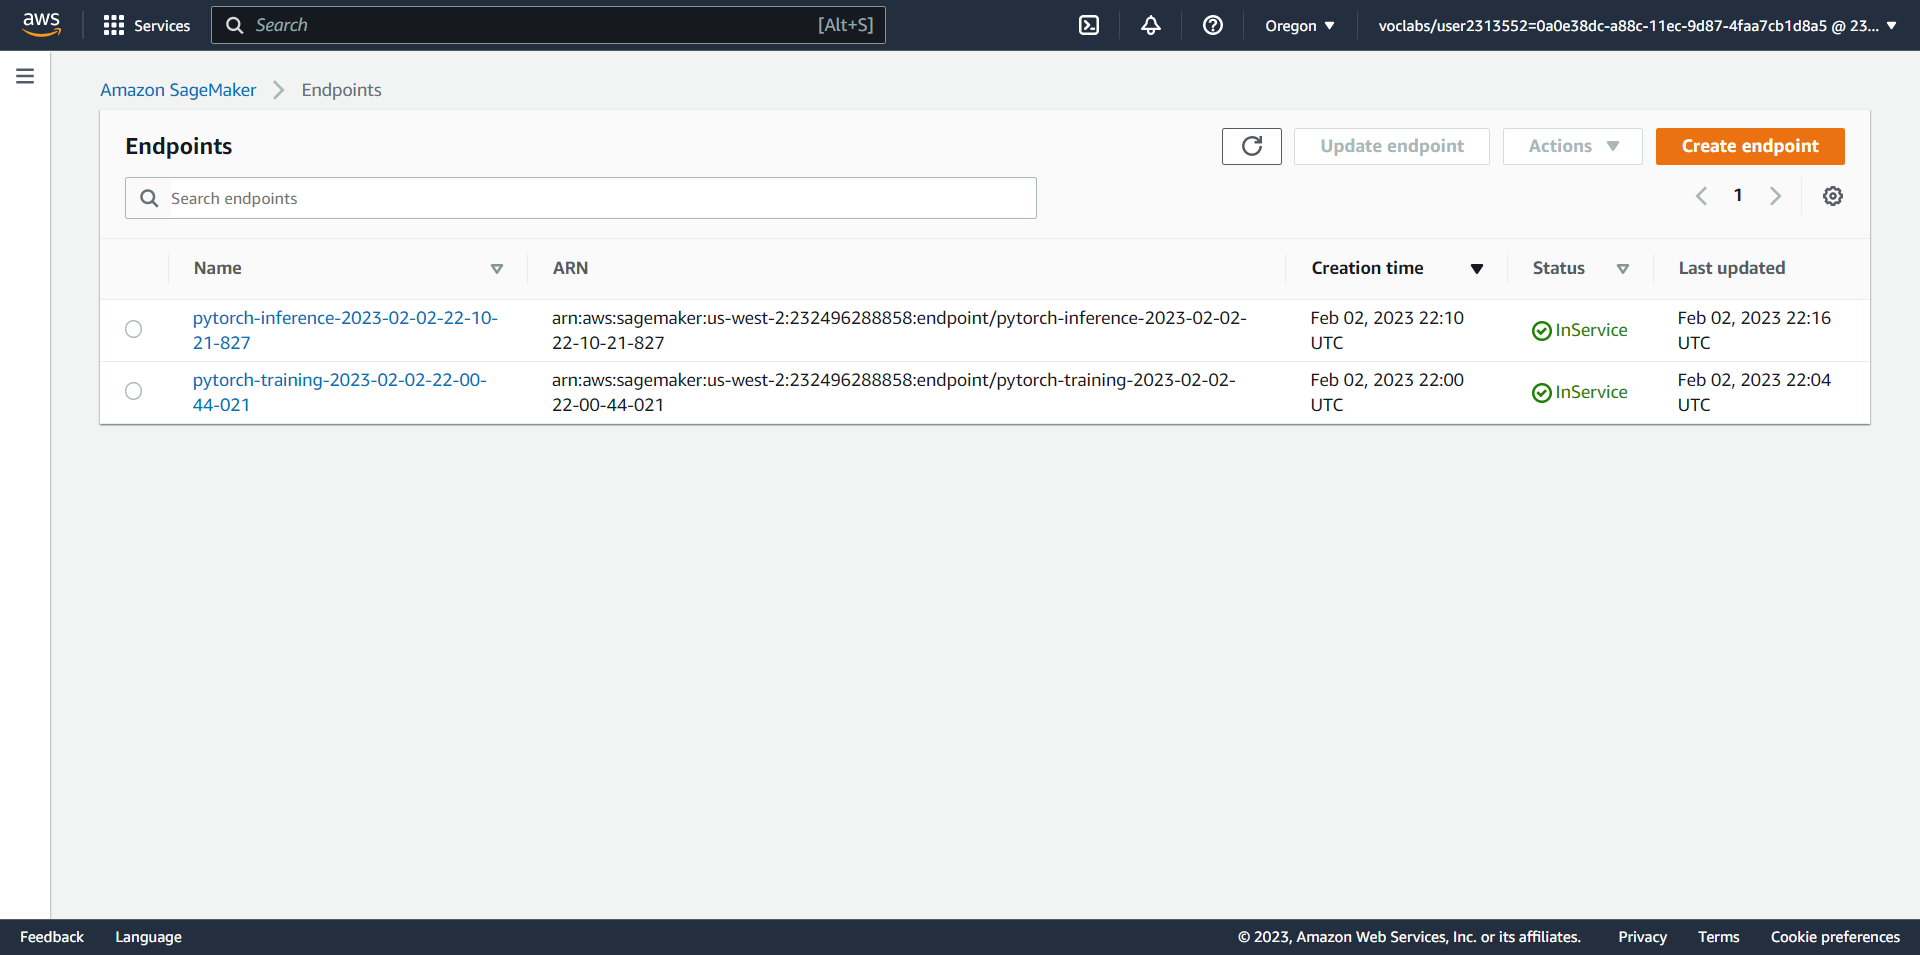 aws
Services
Search
[Alt+S]
Oregon
voclabs/user2313552=0a0e38dc-a88c-11ec-9d87-4faa7cb1d8a5 @ 23...
Amazon SageMaker
Endpoints
Endpoints
Update endpoint
Actions
Create endpoint
Search endpoints
1
Name
ARN
Creation time
Status
Last updated
pytorch-inference-2023-02-02-22-10-
21-827
arn:aws:sagemaker:us-west-2:232496288858:endpoint/pytorch-inference-2023-02-02-
22-10-21-827
Feb 02, 2023 22:10
UTC
InService
Feb 02, 2023 22:16
UTC
pytorch-training-2023-02-02-22-00-
44-021
arn:aws:sagemaker:us-west-2:232496288858:endpoint/pytorch-training-2023-02-02-
22-00-44-021
Feb 02, 2023 22:00
UTC
InService
Feb 02, 2023 22:04
UTC
Feedback
Language
© 2023, Amazon Web Services, Inc. or its affiliates.
Privacy
Terms
Cookie preferences